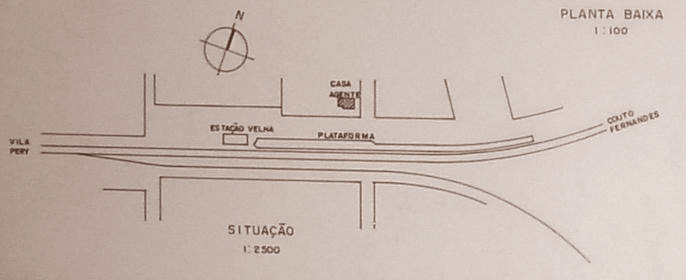 N
PLANTA BAIXA
1:100
CASA
AGENTE
ESTAÇÃO VELHA
PLATAFORMA
COUTO
FERNANDES
VILA
PERY
SITUAÇÃO
1:2500